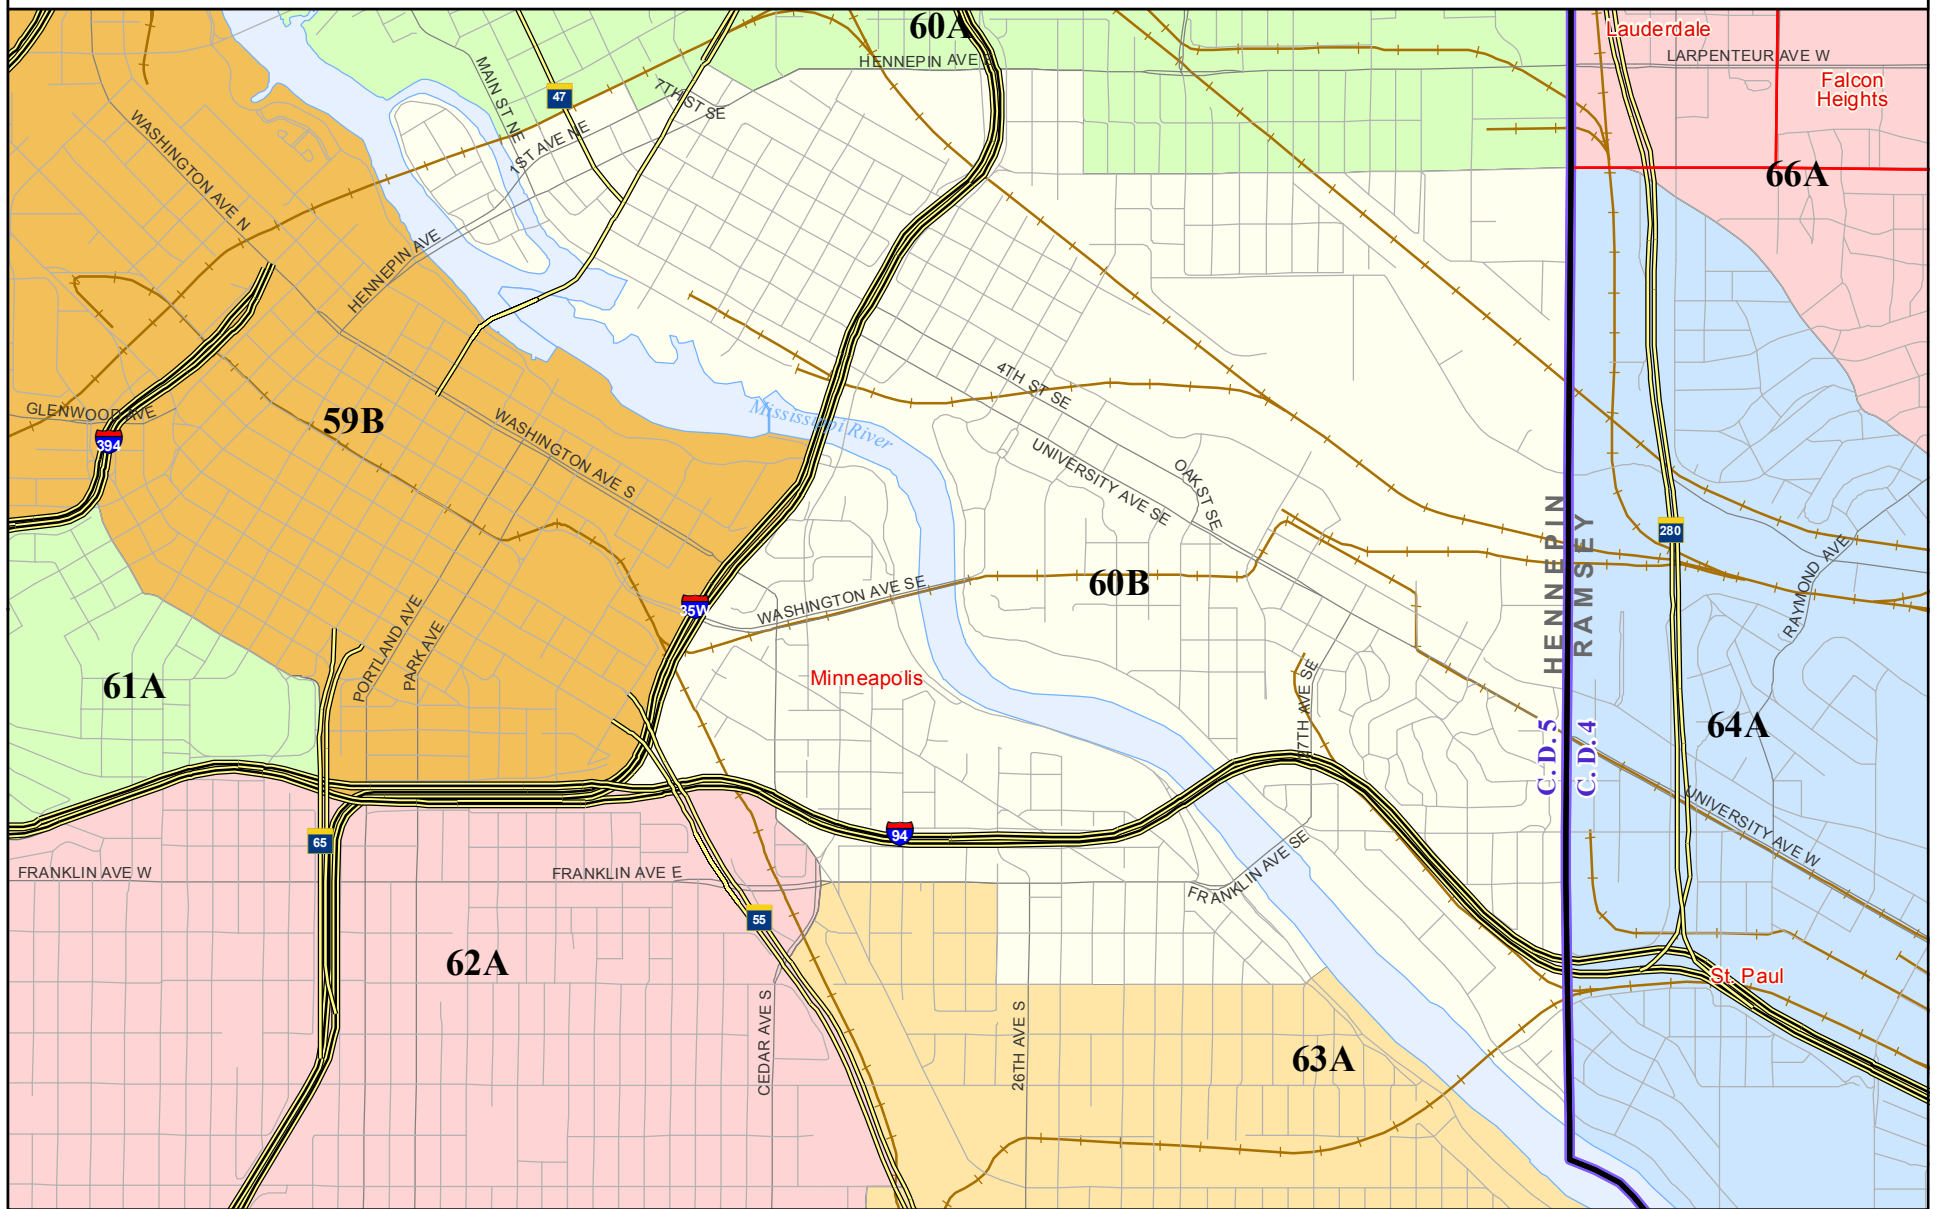 60A
Lauderdale
HENNEPIN AVE E
LARPENTEUR AVE W
MAIN ST NE
47
7TH ST SE
Falcon
Heights
1ST AVE NE
WASHINGTON AVE N
66A
HENNEPIN AVE
4TH ST SE
GLENWOOD AVE
59B
Mississippi River
394
WASHINGTON AVE S
UNIVERSITY AVE SE
OAK ST SE
HENNEPIN
RAMSEY
280
RAYMOND AVE
60B
35W
WASHINGTON AVE SE
PORTLAND AVE
PARK AVE
61A
Minneapolis
27TH AVE SE
C. D. 5
C. D. 4
64A
UNIVERSITY AVE W
65
94
FRANKLIN AVE W
FRANKLIN AVE E
FRANKLIN AVE SE
55
62A
St. Paul
CEDAR AVE S
26TH AVE S
63A